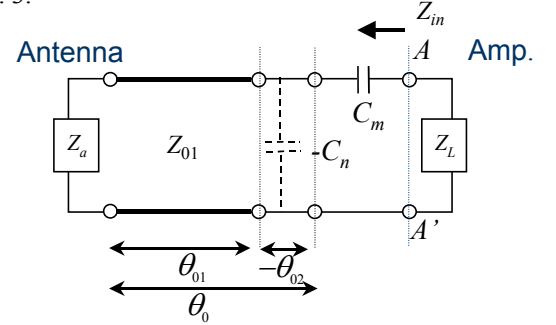 Z_in
Antenna
A
Amp.
Z_a
Z_01
-C_n
C_m
Z_L
A’
θ_01
−θ_02
θ_0